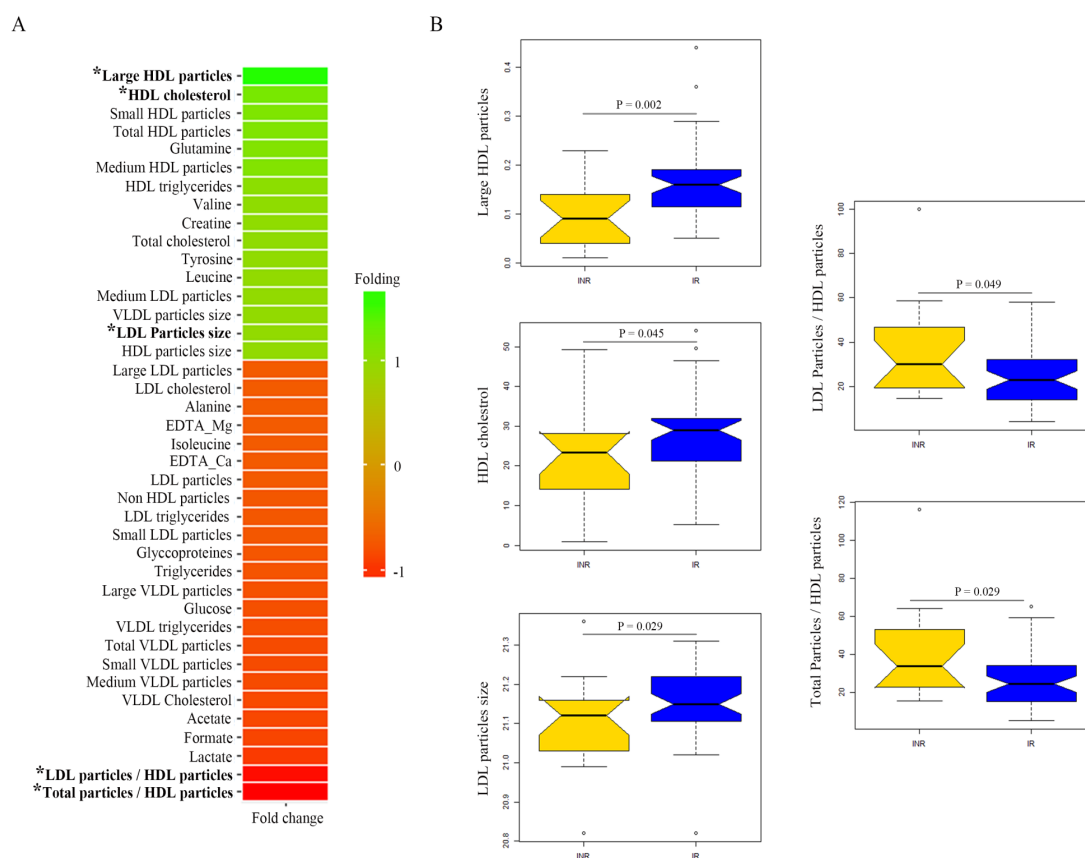 A
B
*Large HDL particles
*HDL cholesterol
Small HDL particles
Total HDL particles
Glutamine
Medium HDL particles
HDL triglycerides
Valine
Creatine
Total cholesterol
Tyrosine
Leucine
Medium LDL particles
VLDL particles size
*LDL Particles size
HDL particles size
Large LDL particles
LDL cholesterol
Alanine
EDTA_Mg
Isoleucine
EDTA_Ca
LDL particles
Non HDL particles
LDL triglycerides
Small LDL particles
Glyccoproteines
Triglycerides
Large VLDL particles
Glucose
VLDL triglycerides
Total VLDL particles
Small VLDL particles
Medium VLDL particles
VLDL Cholesterol
Acetate
Formate
Lactate
*LDL particles / HDL particles
*Total particles / HDL particles
Fold change
Folding
1
0
-1
Large HDL particles
0.4
0.3
0.2
0.1
0.0
P = 0.002
INR
IR
HDL cholestrol
50
40
30
20
10
0
P = 0.045
INR
IR
LDL particles size
21.3
21.2
21.1
21.0
20.9
20.8
P = 0.029
INR
IR
LDL Particles / HDL particles
100
80
60
40
20
P = 0.049
INR
IR
Total Particles / HDL particles
120
100
80
60
40
20
P = 0.029
INR
IR